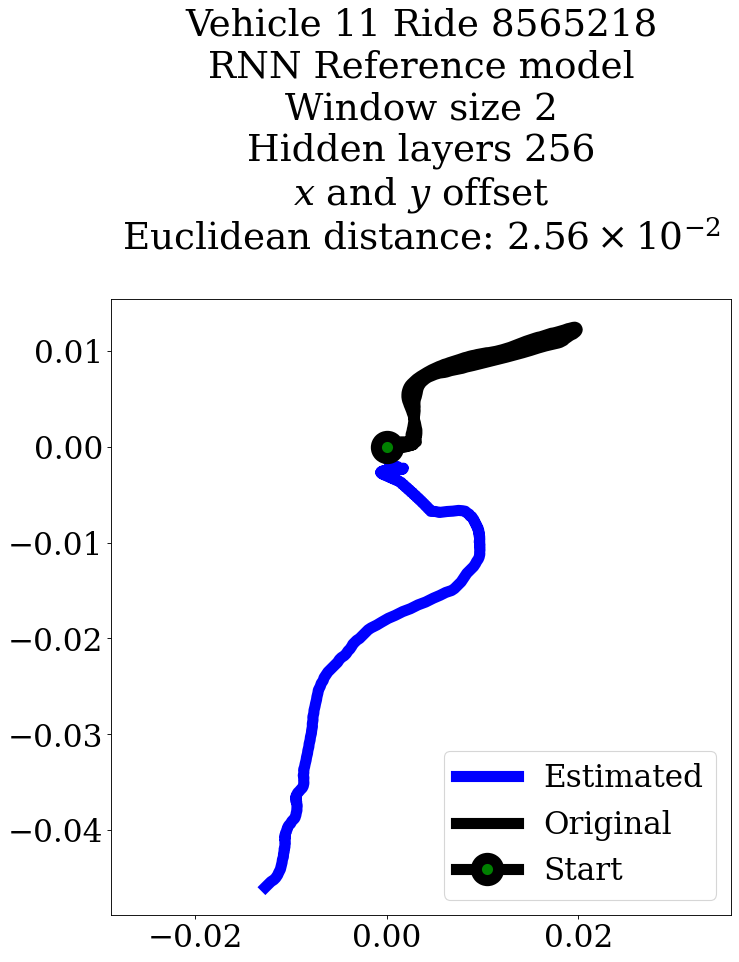 Vehicle 11 Ride 8565218
RNN Reference model
Window size 2
Hidden layers 256
x and y offset
Euclidean distance: 2.56 × 10⁻²
0.01
0.00
−0.01
−0.02
−0.03
−0.04
Estimated
Original
Start
−0.02 0.00 0.02